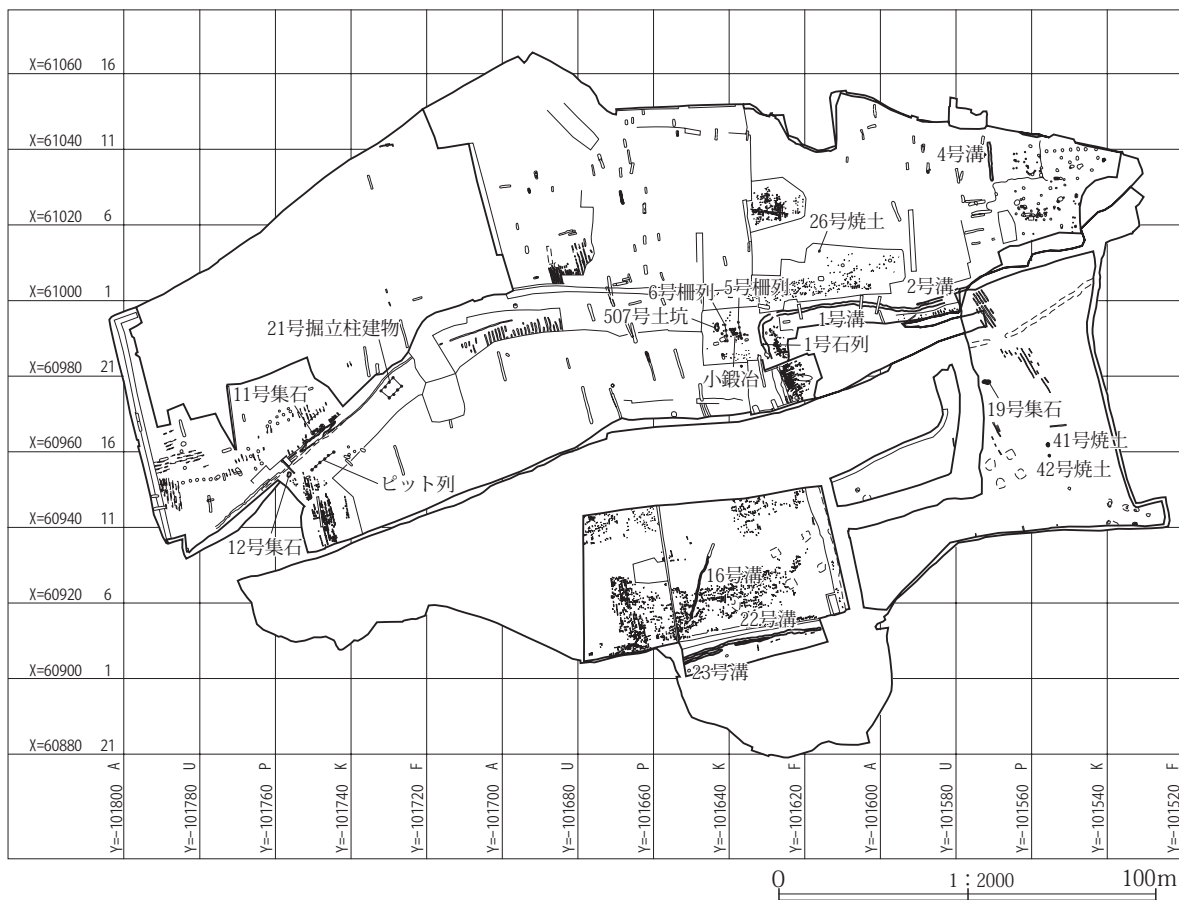 X=61060 16
X=61040 11
4号溝
X=61020 6
26号焼土
X=61000 1
6号柵列
5号柵列
2号溝
507号土坑
1号溝
21号掘立柱建物
1号石列
X=60980 21
小鍛冶
11号集石
19号集石
X=60960 16
41号焼土
42号焼土
ピット列
X=60940 11
12号集石
16号溝
X=60920 6
22号溝
X=60900 1
23号溝
X=60880 21
Y=-101800 A
Y=-101780 U
Y=-101760 P
Y=-101740 K
Y=-101720 F
Y=-101700 A
Y=-101680 U
Y=-101660 P
Y=-101640 K
Y=-101620 F
Y=-101600 A
Y=-101580 U
Y=-101560 P
Y=-101540 K
Y=-101520 F
0 1：2000 100m